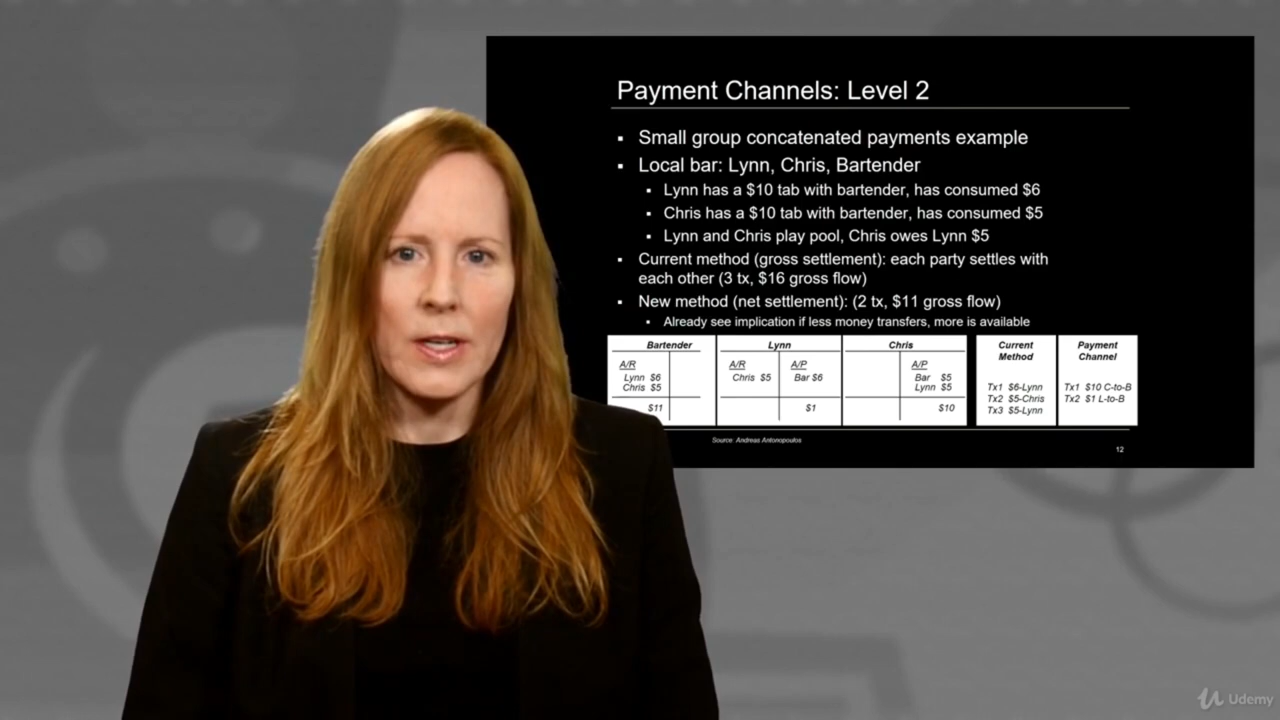 Payment Channels: Level 2
Small group concatenated payments example
Local bar: Lynn, Chris, Bartender
Lynn has a $10 tab with bartender, has consumed $6
Chris has a $10 tab with bartender, has consumed $5
Lynn and Chris play pool, Chris owes Lynn $5
Current method (gross settlement): each party settles with
each other (3 tx, $16 gross flow)
New method (net settlement): (2 tx, $11 gross flow)
Already see implication if less money transfers, more is available
Bartender
A/R
Lynn $6
Chris $5
$11
Lynn
A/R A/P
Chris $5 Bar $6
$1
Chris
A/P
Bar $5
Lynn $5
$10
Current
Method
Tx1 $6-Lynn
Tx2 $5-Chris
Tx3 $5-Lynn
Payment
Channel
Tx1 $10 C-to-B
Tx2 $1 L-to-B
Source: Andreas Antonopoulos
12
Udemy